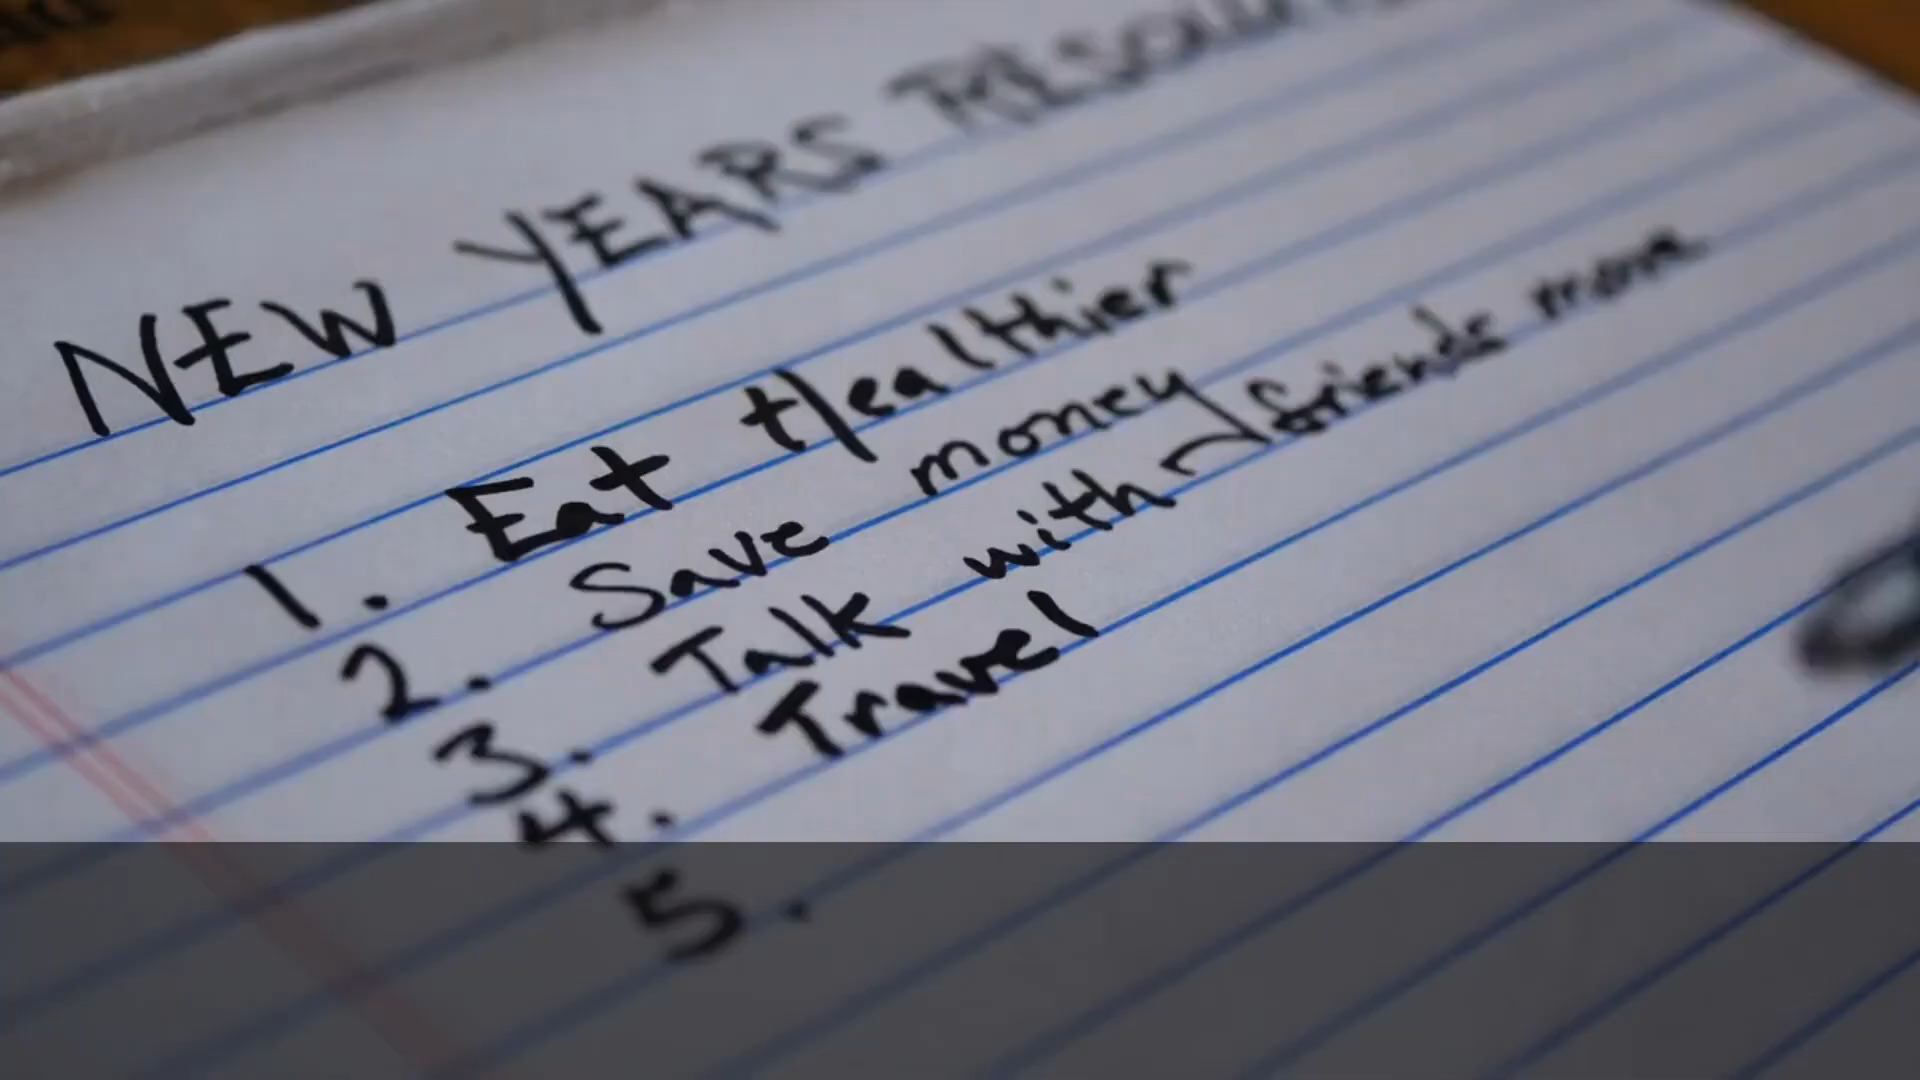 NEW YEARS
1. Eat Healthier
2. Save money
3. Talk with friends more
4. Travel
5.